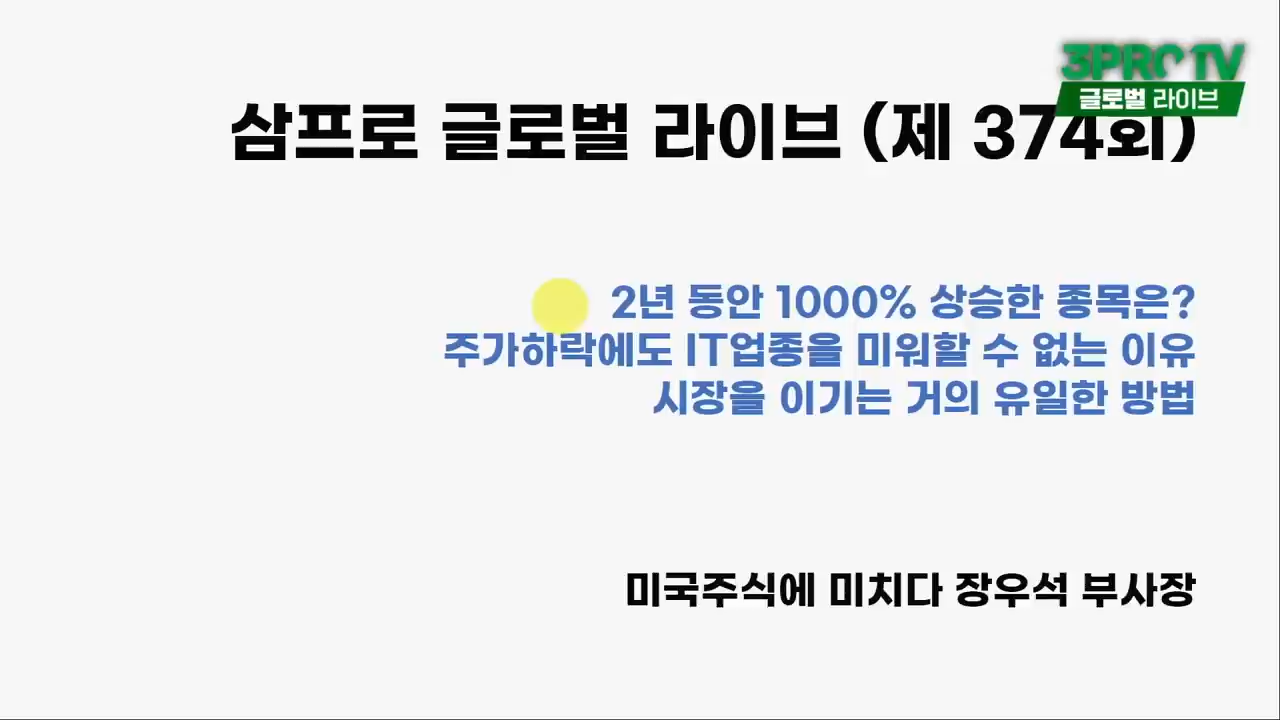 3PRO TV
글로벌 라이브
삼프로 글로벌 라이브 (제 374회)
2년 동안 1000% 상승한 종목은?
주가하락에도 IT업종을 미워할 수 없는 이유
시장을 이기는 거의 유일한 방법
미국주식에 미치다 장우석 부사장